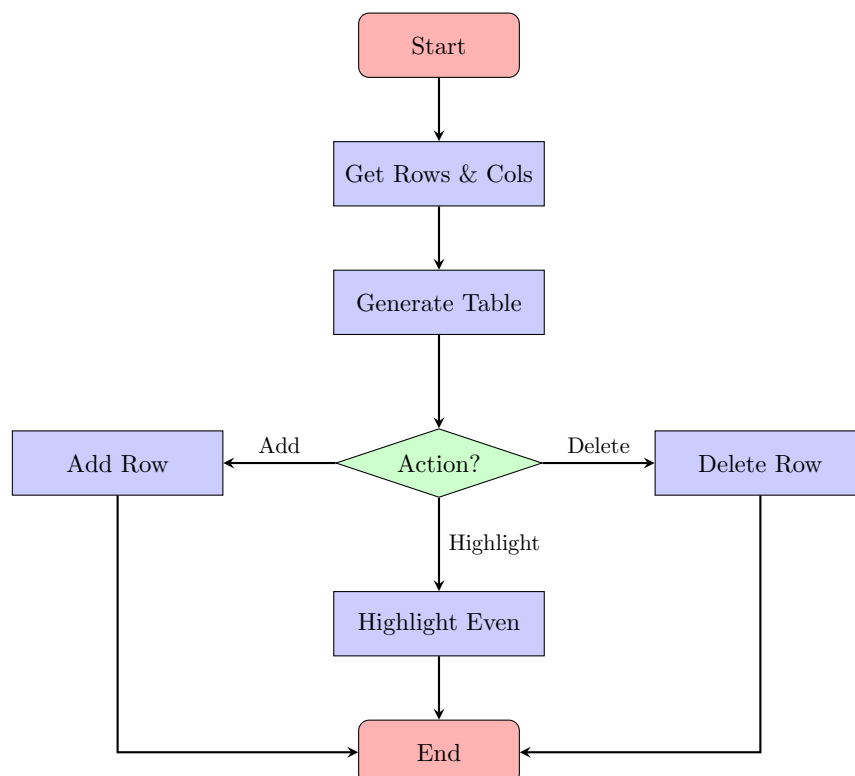 Start
Get Rows & Cols
Generate Table
Add
Delete
Add Row
Action?
Delete Row
Highlight
Highlight Even
End